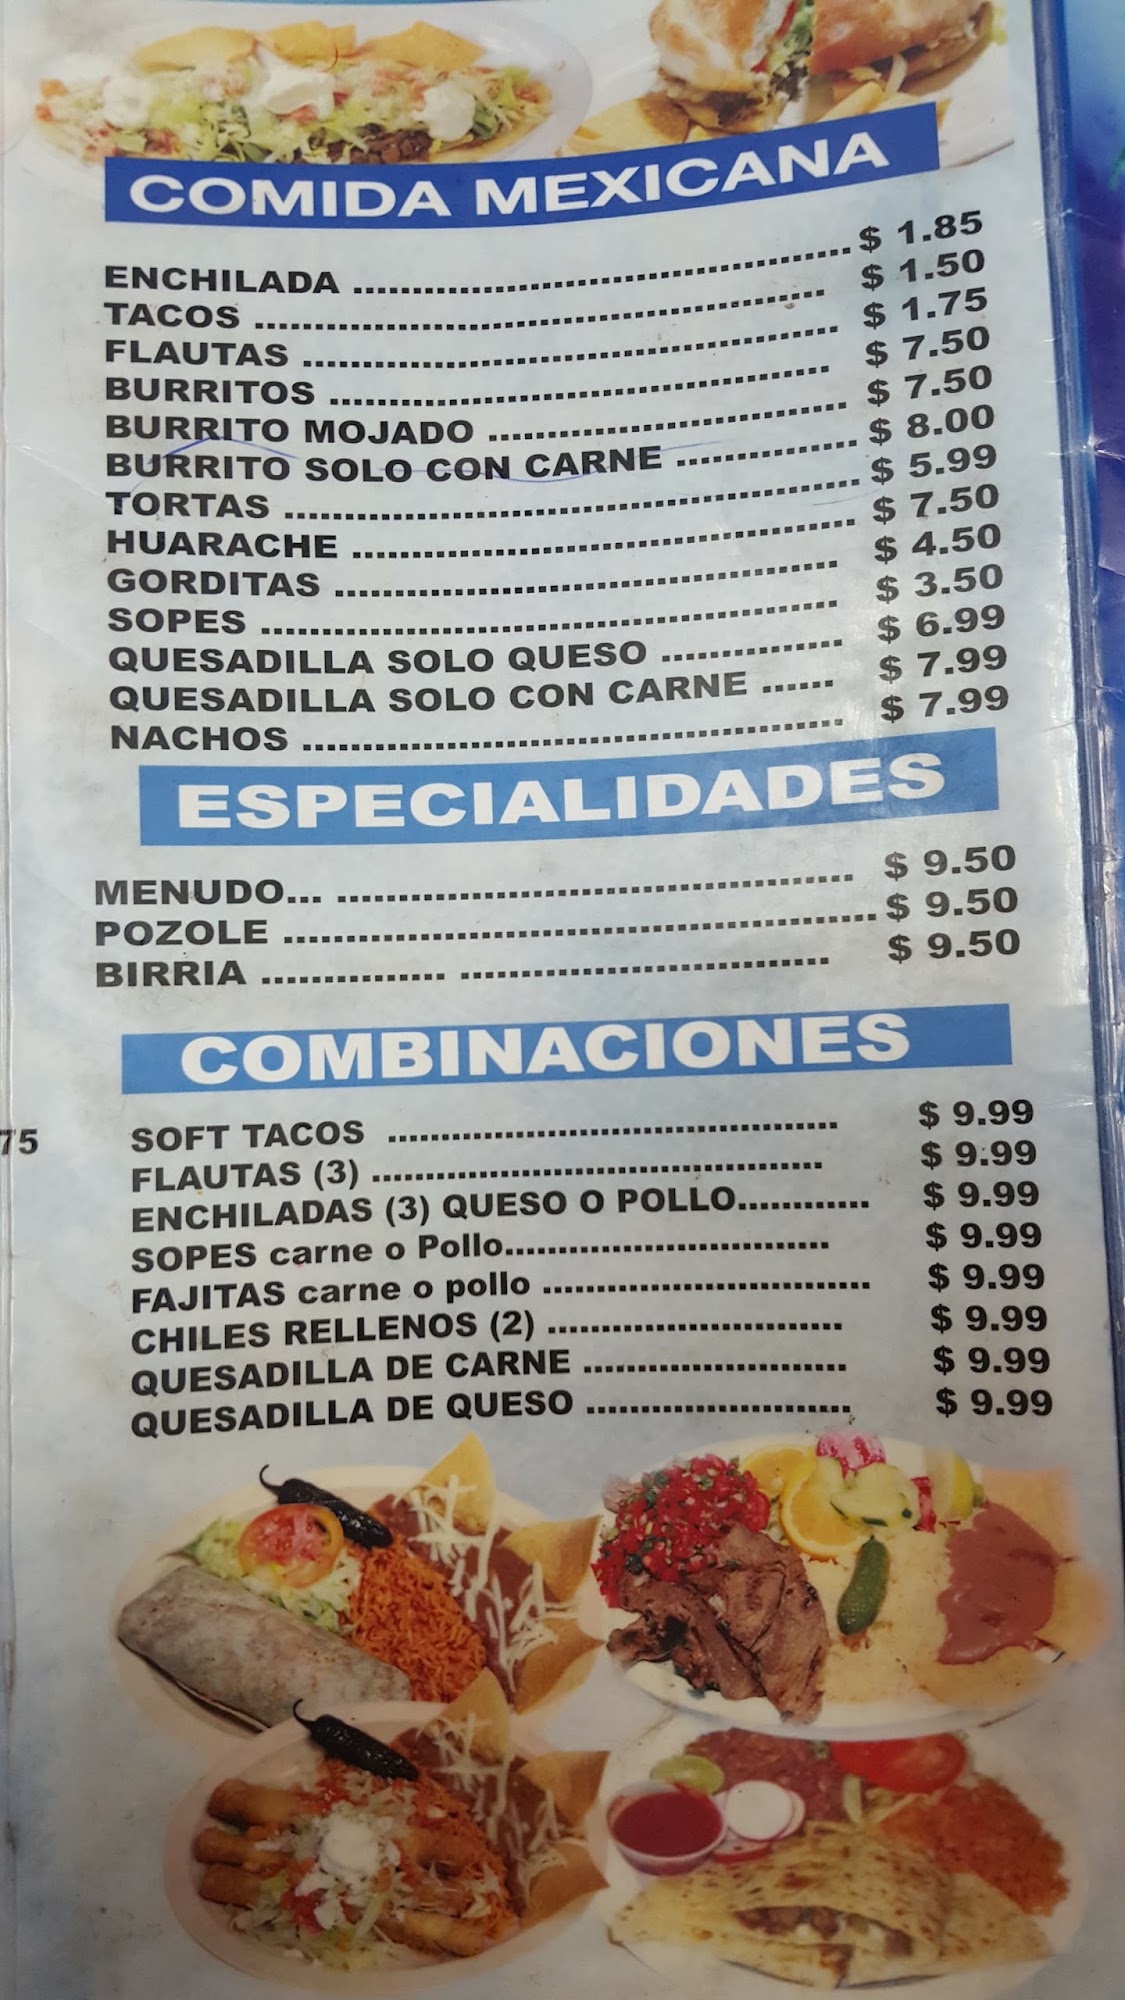 COMIDA MEXICANA
ENCHILADA ........................................ $ 1.85
TACOS ........................................ $ 1.50
FLAUTAS ........................................ $ 1.75
BURRITOS ........................................ $ 7.50
BURRITO MOJADO .............................. $ 7.50
BURRITO SOLO CON CARNE ............... $ 8.00
TORTAS ........................................ $ 5.99
HUARACHE ........................................ $ 7.50
GORDITAS ........................................ $ 4.50
SOPES ........................................ $ 3.50
QUESADILLA SOLO QUESO ............... $ 6.99
QUESADILLA SOLO CON CARNE ...... $ 7.99
NACHOS ........................................ $ 7.99
ESPECIALIDADES
MENUDO... ........................................ $ 9.50
POZOLE ........................................ $ 9.50
BIRRIA ............... .............................. $ 9.50
COMBINACIONES
75
SOFT TACOS ........................................ $ 9.99
FLAUTAS (3) ........................................ $ 9.99
ENCHILADAS (3) QUESO O POLLO............ $ 9.99
SOPES carne o Pollo.............................. $ 9.99
FAJITAS carne o pollo .............................. $ 9.99
CHILES RELLENOS (2) ........................... $ 9.99
QUESADILLA DE CARNE ........................ $ 9.99
QUESADILLA DE QUESO ........................ $ 9.99